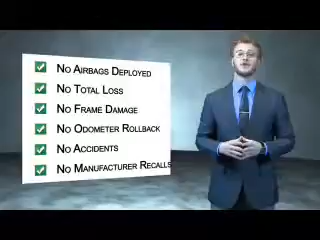 No Airbags Deployed
No Total Loss
No Frame Damage
No Odometer Rollback
No Accidents
No Manufacturer Recalls